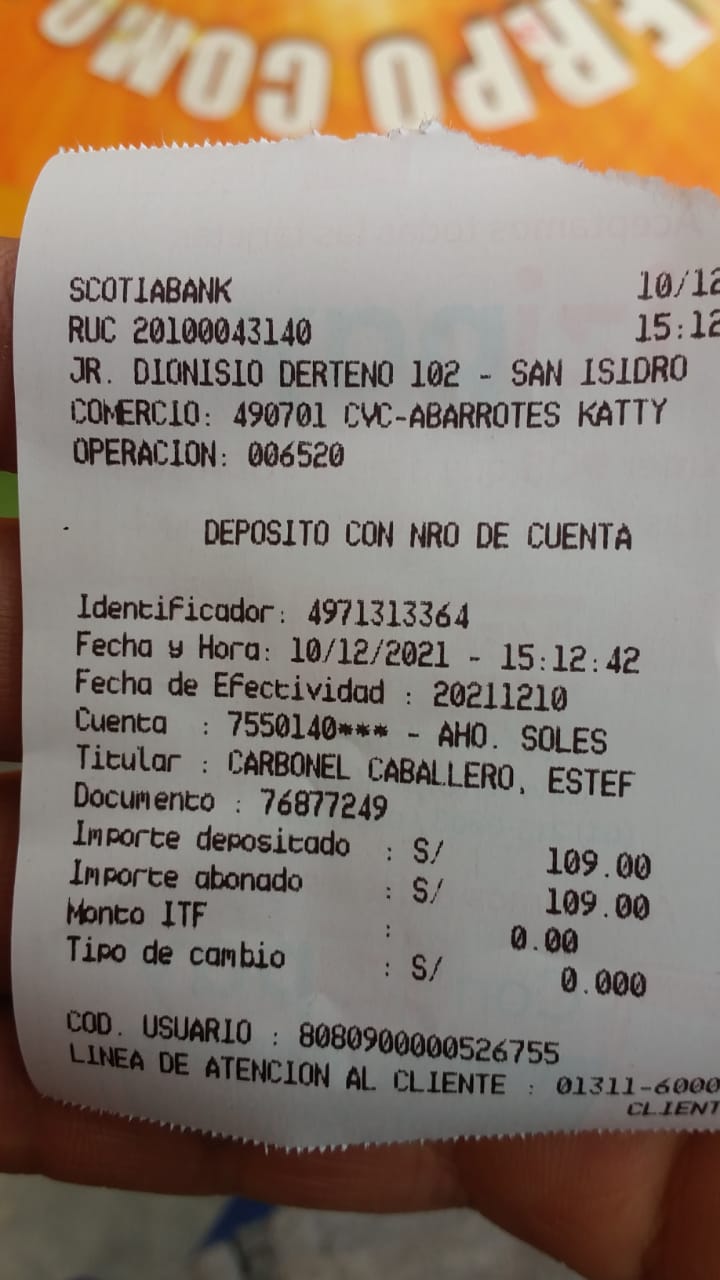 ERPO COMO
SCOTIABANK 10/12
RUC 20100043140 15:12
JR. DIONISIO DERTENO 102 - SAN ISIDRO
COMERCIO: 490701 CVC-ABARROTES KATTY
OPERACION: 006520
DEPOSITO CON NRO DE CUENTA
Identificador: 4971313364
Fecha y Hora: 10/12/2021 - 15:12:42
Fecha de Efectividad : 20211210
Cuenta : 7550140*** - AHO. SOLES
Titular : CARBONEL CABALLERO, ESTEF
Documento : 76877249
Importe depositado : S/ 109.00
Importe abonado : S/ 109.00
Monto ITF : 0.00
Tipo de cambio : S/ 0.000
COD. USUARIO : 8080900000526755
LINEA DE ATENCION AL CLIENTE : 01311-6000
CLIENT